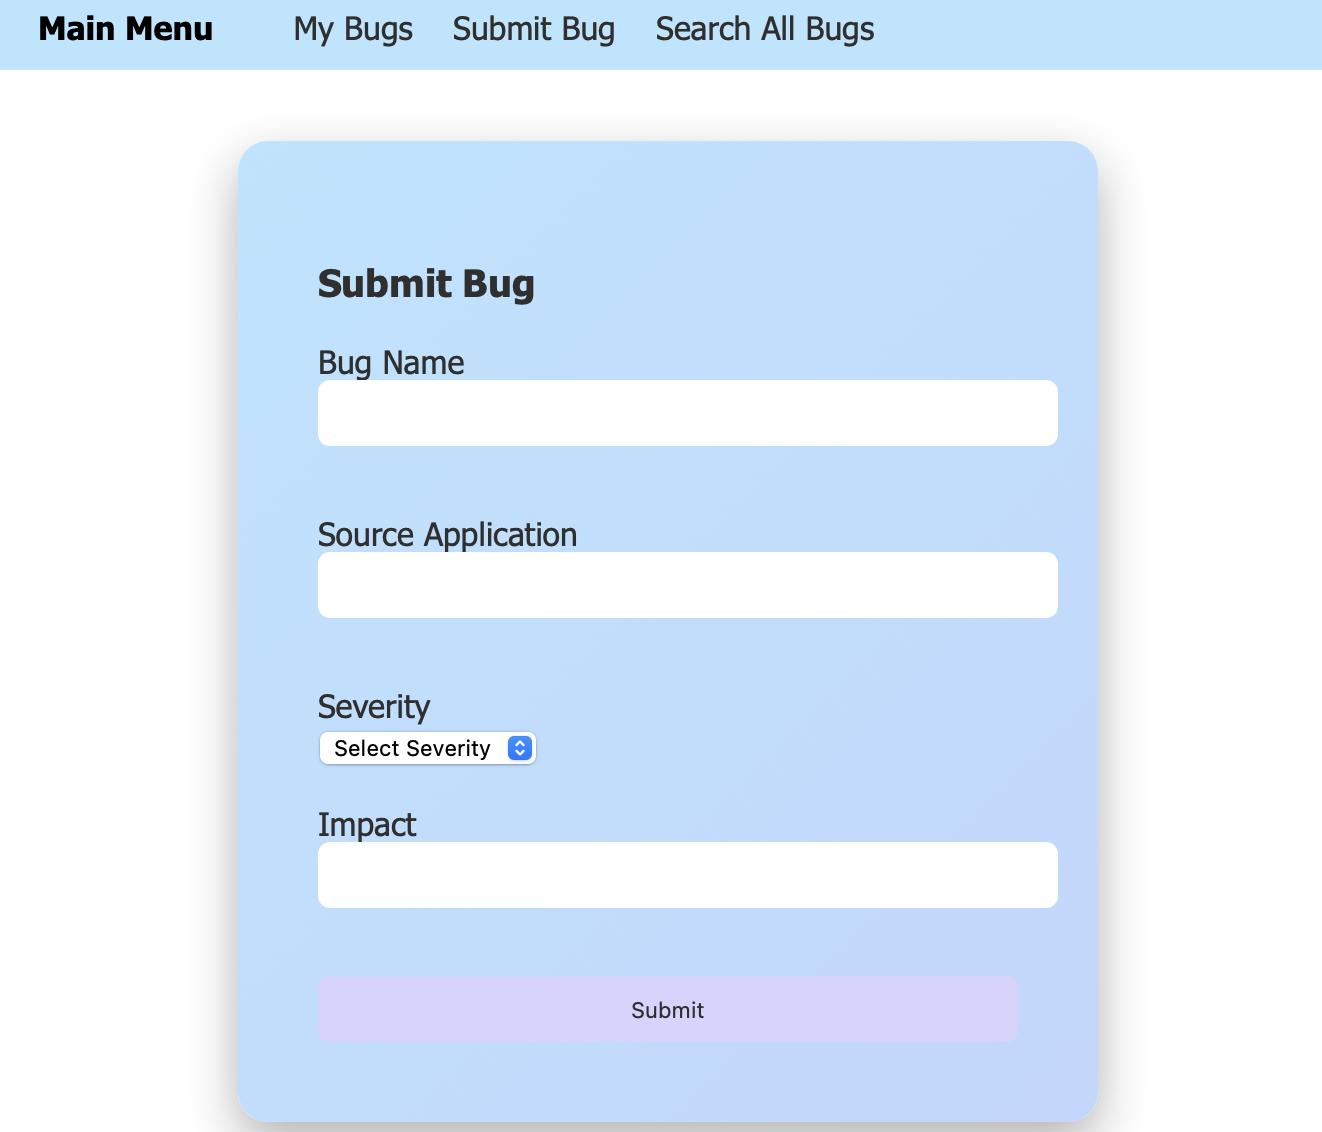 Main Menu My Bugs Submit Bug Search All Bugs
Submit Bug
Bug Name
Source Application
Severity
Select Severity
Impact
Submit